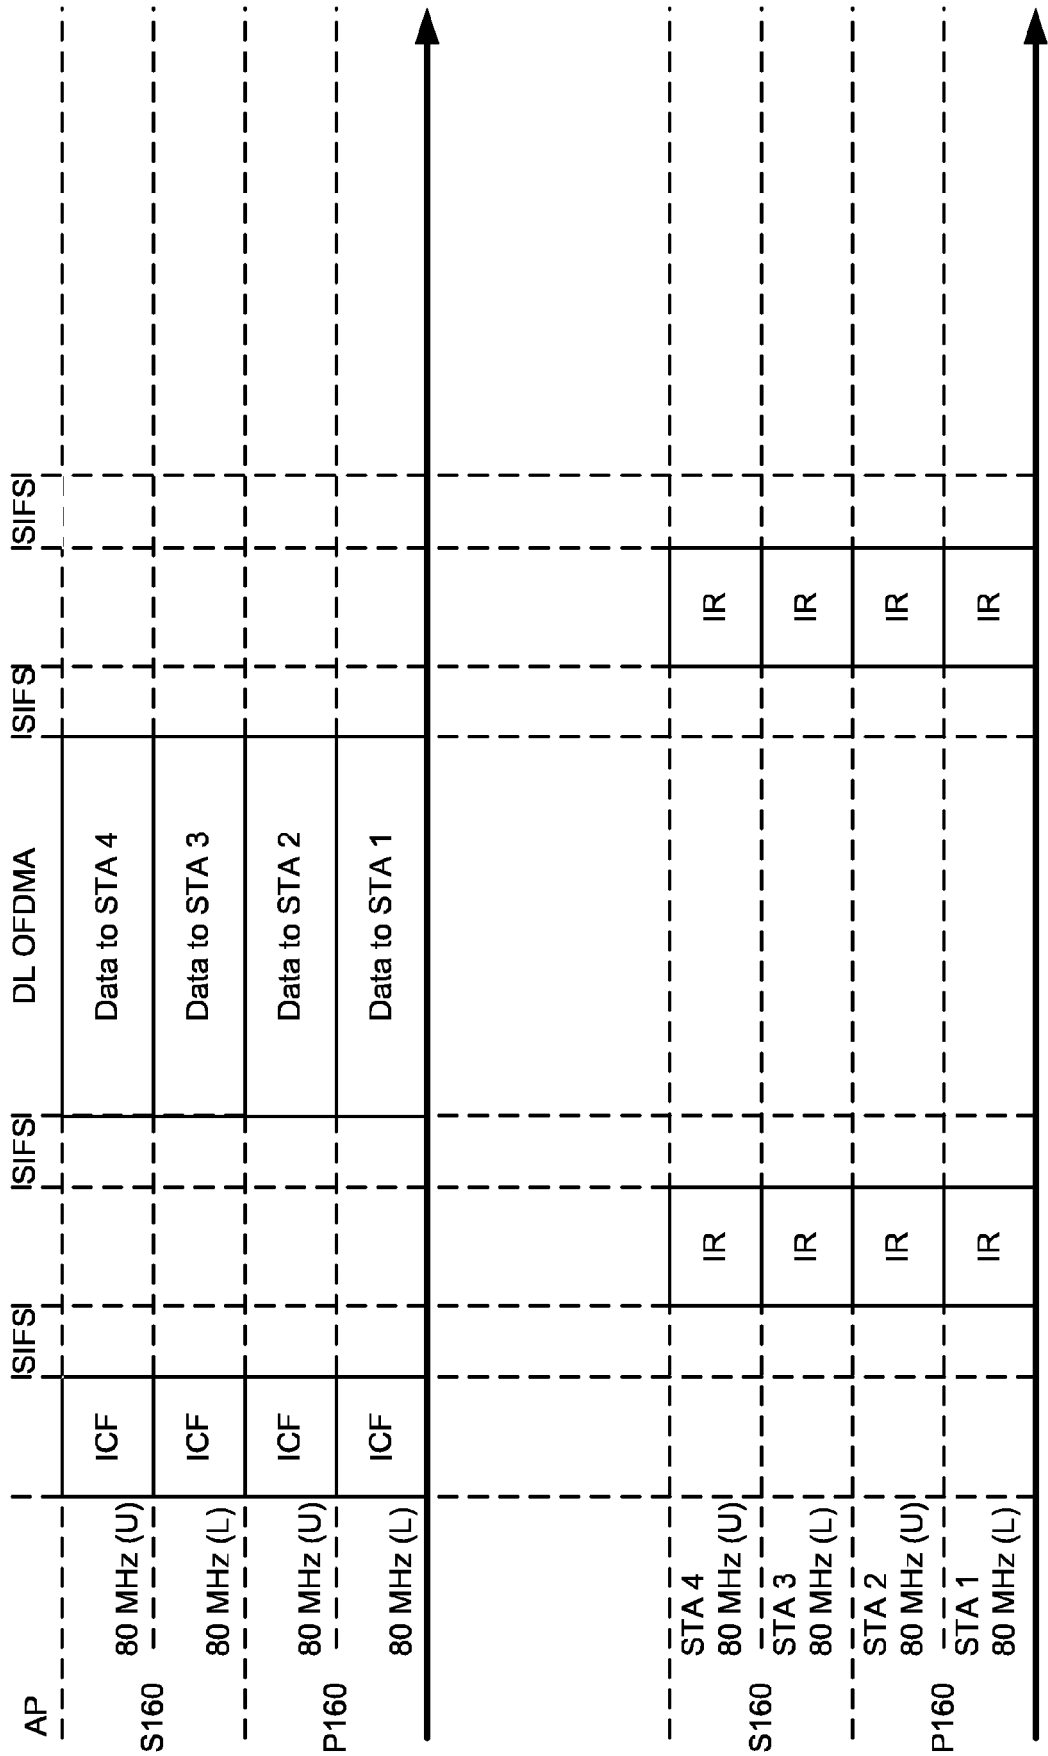 AP
SIFS
SIFS
DL OFDMA
SIFS
SIFS
S160
80 MHz (U)
ICF
Data to STA 4
80 MHz (L)
ICF
Data to STA 3
P160
80 MHz (U)
ICF
Data to STA 2
80 MHz (L)
ICF
Data to STA 1
S160
STA 4
80 MHz (U)
IR
IR
STA 3
80 MHz (L)
IR
IR
P160
STA 2
80 MHz (U)
IR
IR
STA 1
80 MHz (L)
IR
IR